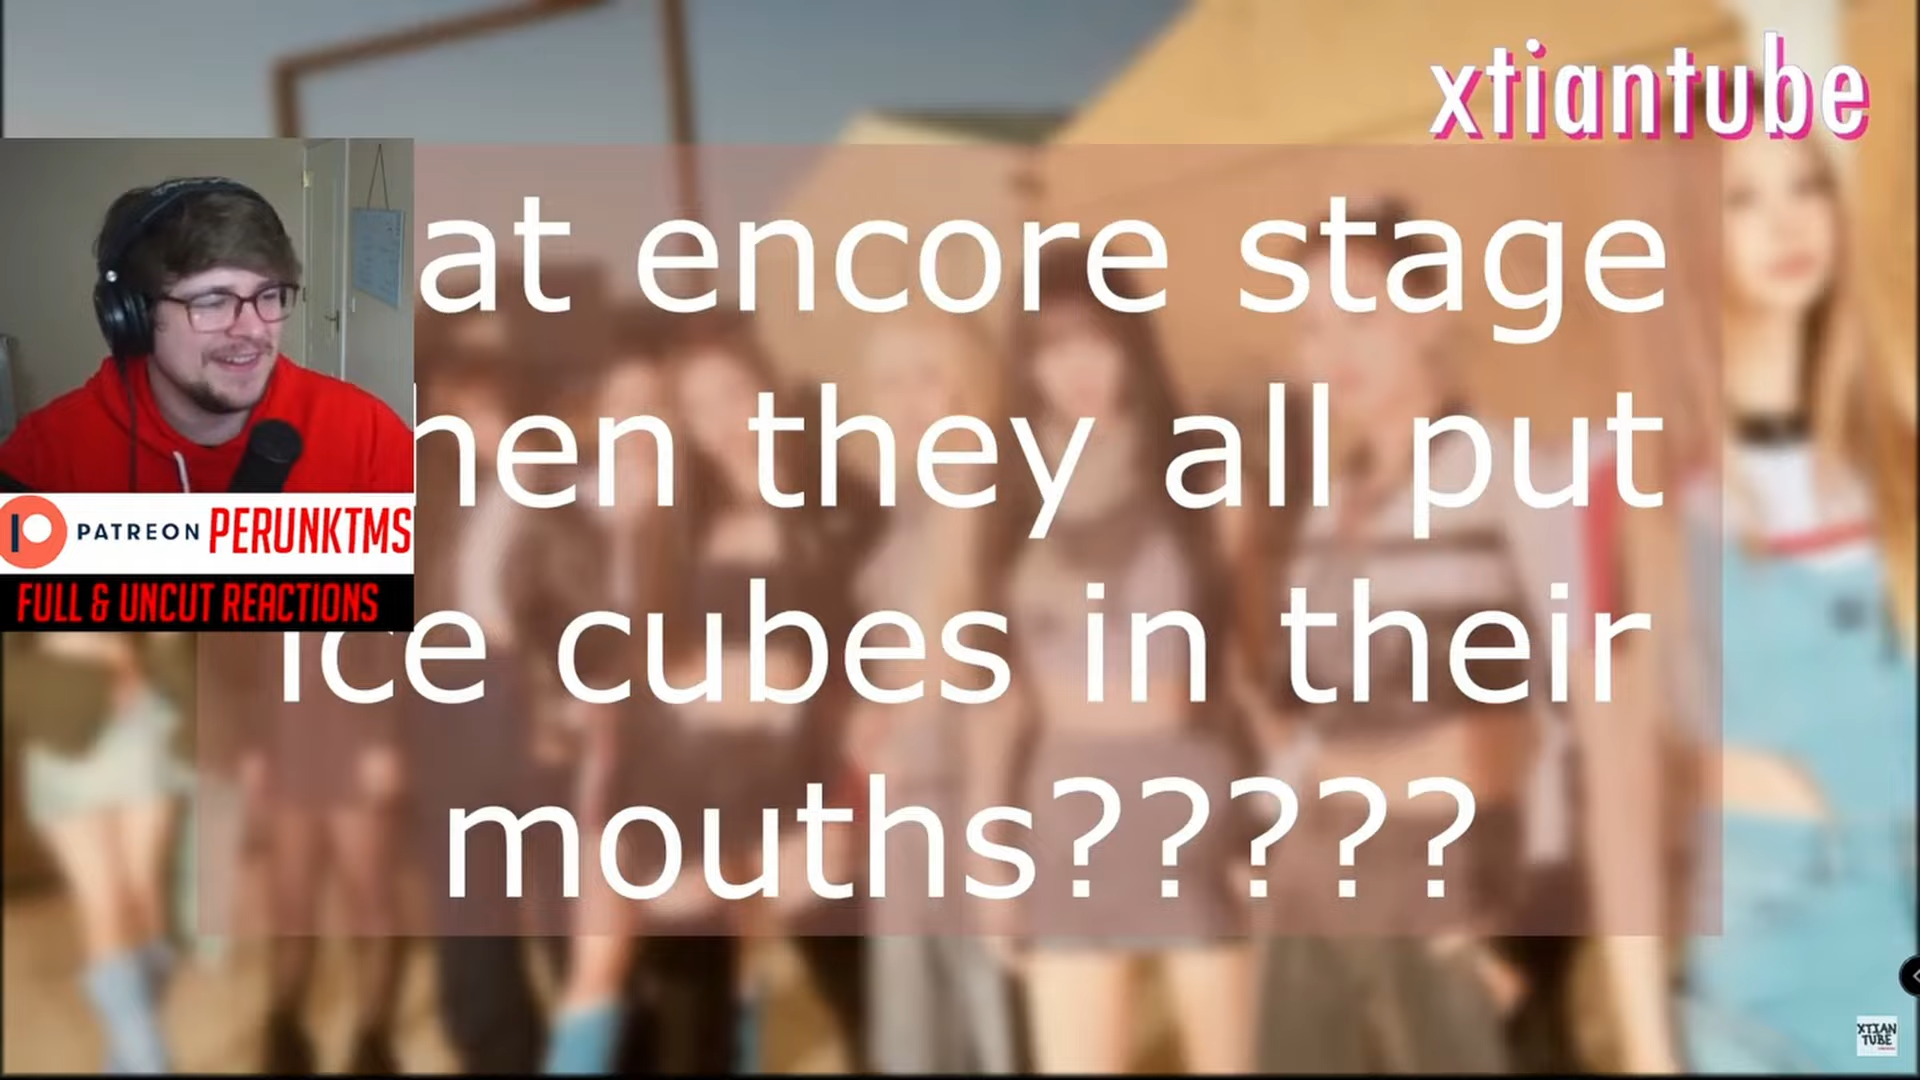 xtiantube
at encore stage
hen they all put
ice cubes in their
mouths?????
PATREON PERUNKTMS
FULL & UNCUT REACTIONS
XTIAN
TUBE